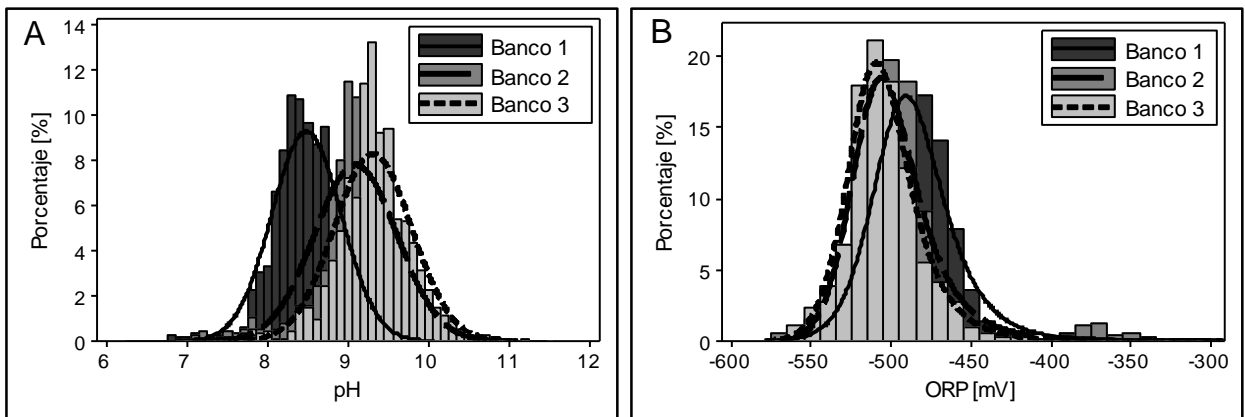 A
Porcentaje [%]
14
12
10
8
6
4
2
0
Banco 1
Banco 2
Banco 3
6 7 8 9 10 11 12
pH
B
Porcentaje [%]
20
15
10
5
0
Banco 1
Banco 2
Banco 3
-600 -550 -500 -450 -400 -350 -300
ORP [mV]